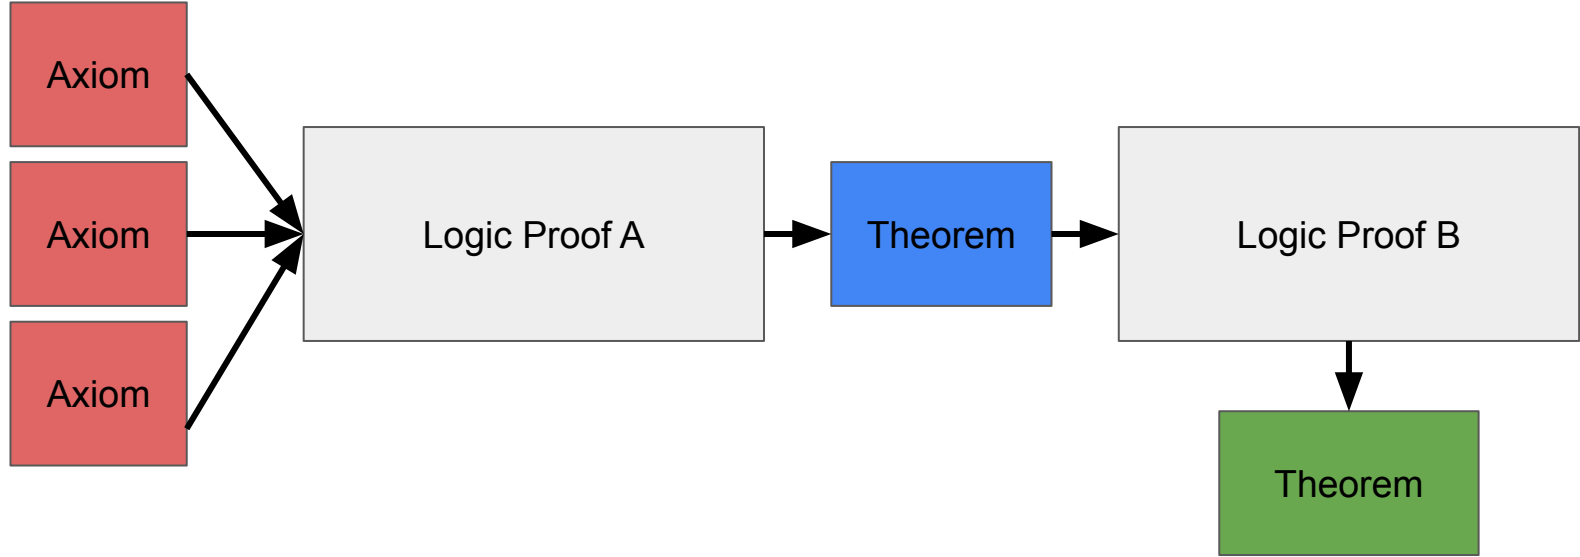 Axiom
Axiom
Axiom
Logic Proof A
Theorem
Logic Proof B
Theorem